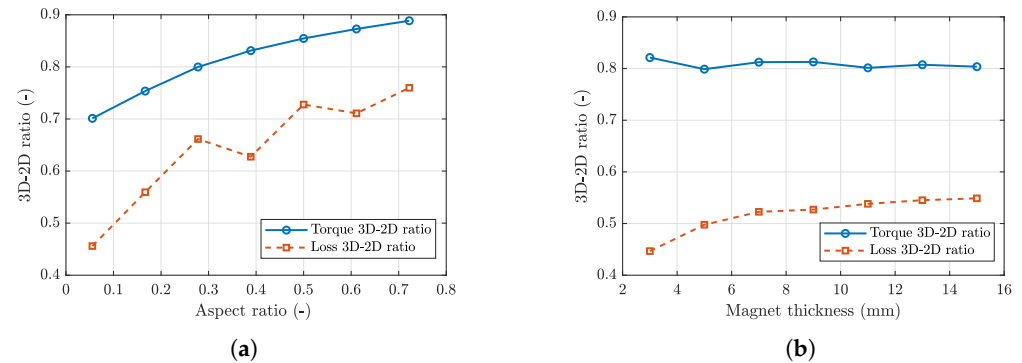 0.9
0.8
0.7
0.6
0.5
0.4
3D-2D ratio (-)
0 0.1 0.2 0.3 0.4 0.5 0.6 0.7 0.8
Aspect ratio (-)
Torque 3D-2D ratio
Loss 3D-2D ratio
(a)
0.9
0.8
0.7
0.6
0.5
0.4
3D-2D ratio (-)
2 4 6 8 10 12 14 16
Magnet thickness (mm)
Torque 3D-2D ratio
Loss 3D-2D ratio
(b)